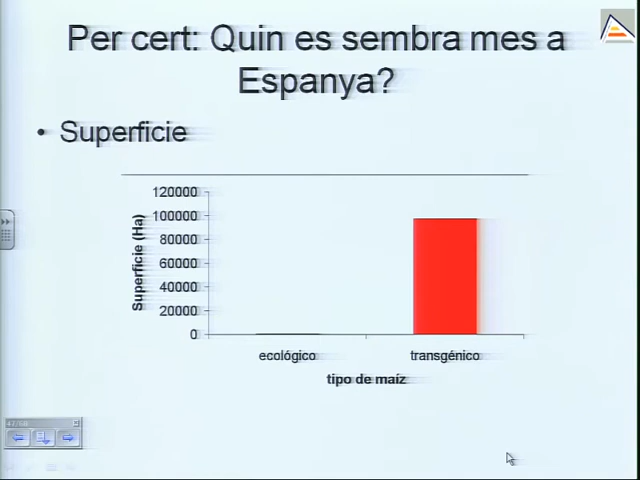 Per cert: Quin es sembra mes a
Espanya?
• Superficie
120000
100000
80000
60000
40000
20000
0
Superficie (Ha)
ecológico
transgénico
tipo de maíz